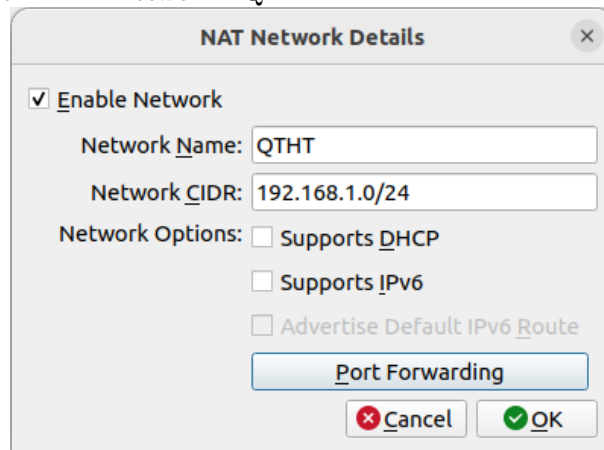 NAT Network Details
Enable Network
Network Name: QTHT
Network CIDR: 192.168.1.0/24
Network Options: Supports DHCP
Supports IPv6
Advertise Default IPv6 Route
Port Forwarding
Cancel OK